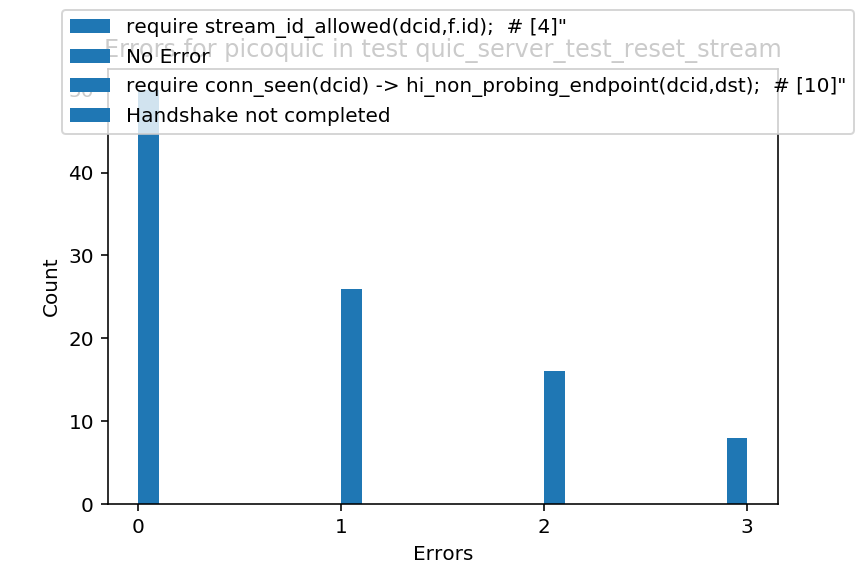 require stream_id_allowed(dcid,f.id);  # [4]"
Errors for picoquic in test quic_server_test_reset_stream
No Error
require conn_seen(dcid) -> hi_non_probing_endpoint(dcid,dst);  # [10]"
50
Handshake not completed
40
30
Count
20
10
0
0 1 2 3
Errors